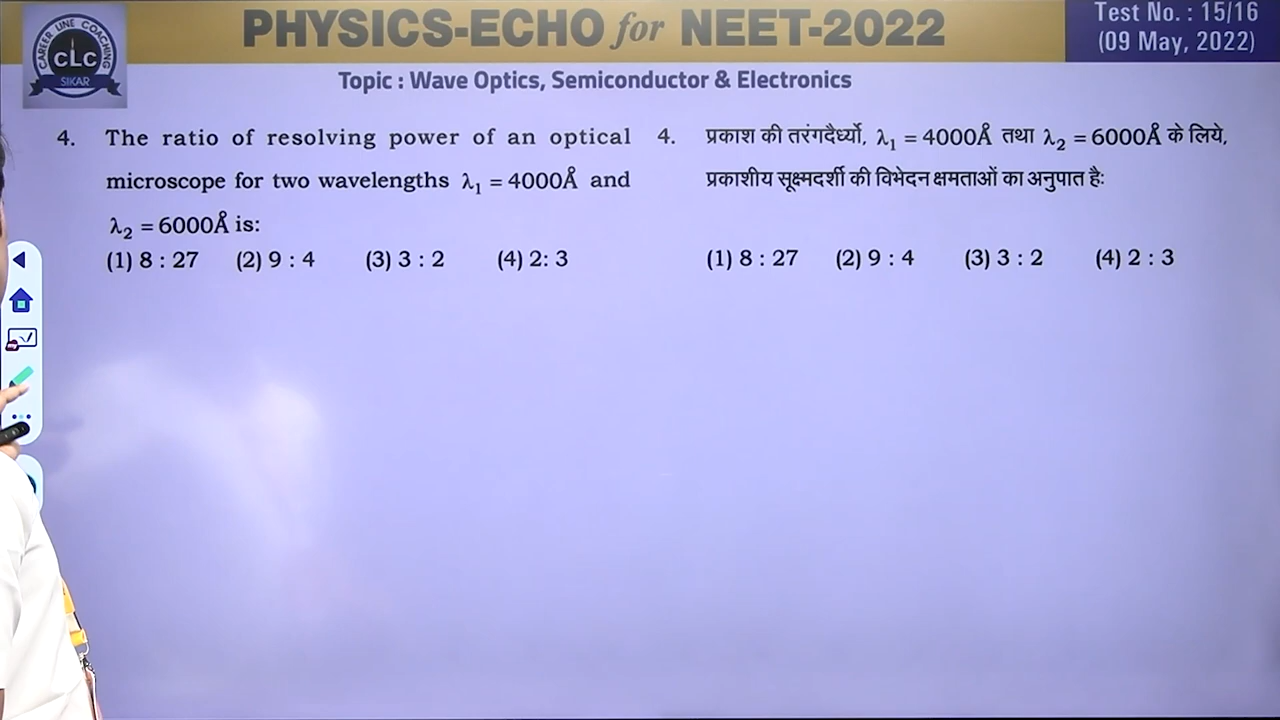 PHYSICS-ECHO for NEET-2022
Test No. : 15/16
(09 May, 2022)
CAREER LINE COACHING
CLC
SIKAR
Topic : Wave Optics, Semiconductor & Electronics
4. The ratio of resolving power of an optical
microscope for two wavelengths λ₁ = 4000Å and
λ₂ = 6000Å is:
(1) 8 : 27 (2) 9 : 4 (3) 3 : 2 (4) 2: 3
4. प्रकाश की तरंगदैर्ध्यो, λ₁ = 4000Å तथा λ₂ = 6000Å के लिये,
प्रकाशीय सूक्ष्मदर्शी की विभेदन क्षमताओं का अनुपात है:
(1) 8 : 27 (2) 9 : 4 (3) 3 : 2 (4) 2 : 3